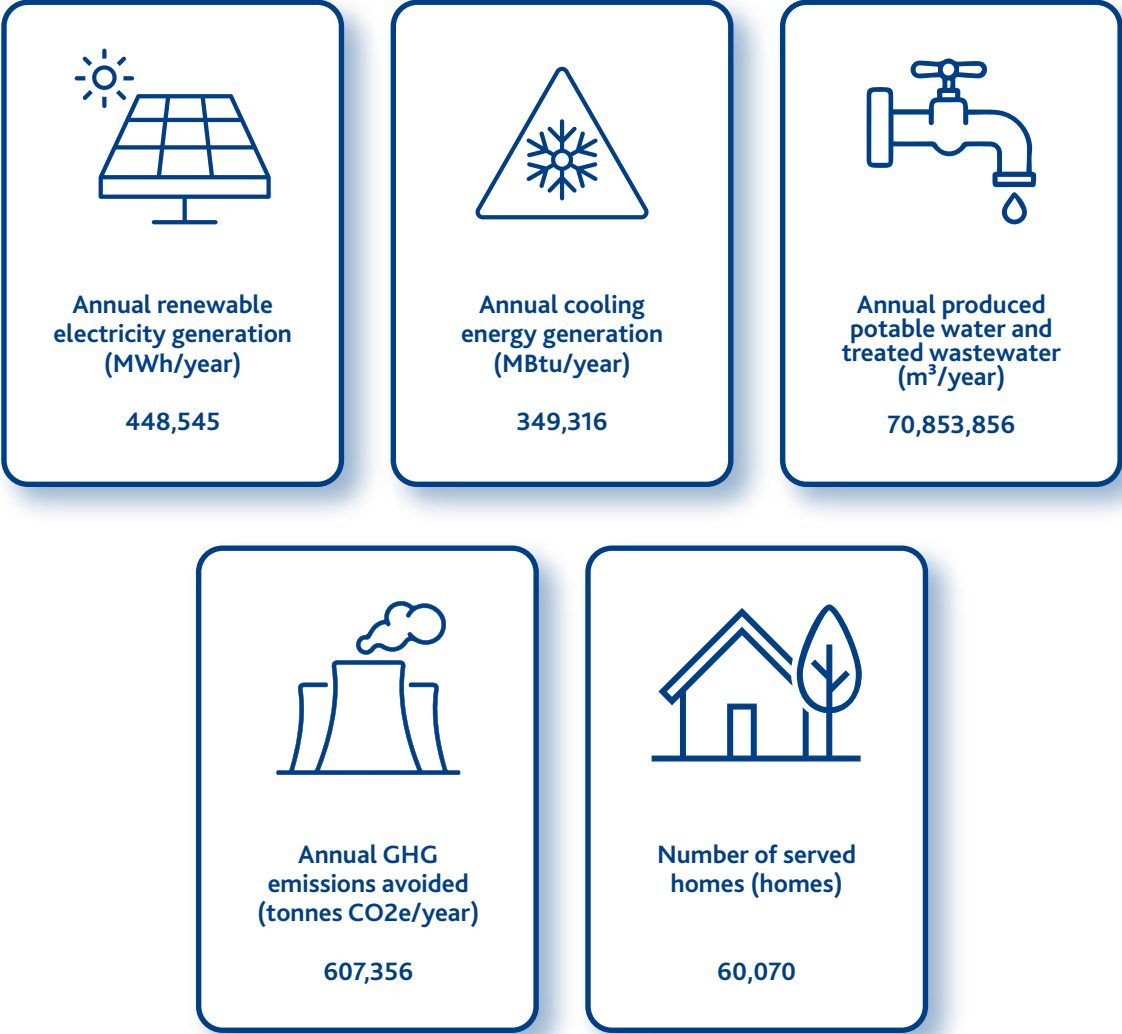 Annual renewable
electricity generation
(MWh/year)
448,545
Annual cooling
energy generation
(MBtu/year)
349,316
Annual produced
potable water and
treated wastewater
(m³/year)
70,853,856
Annual GHG
emissions avoided
(tonnes CO2e/year)
607,356
Number of served
homes (homes)
60,070